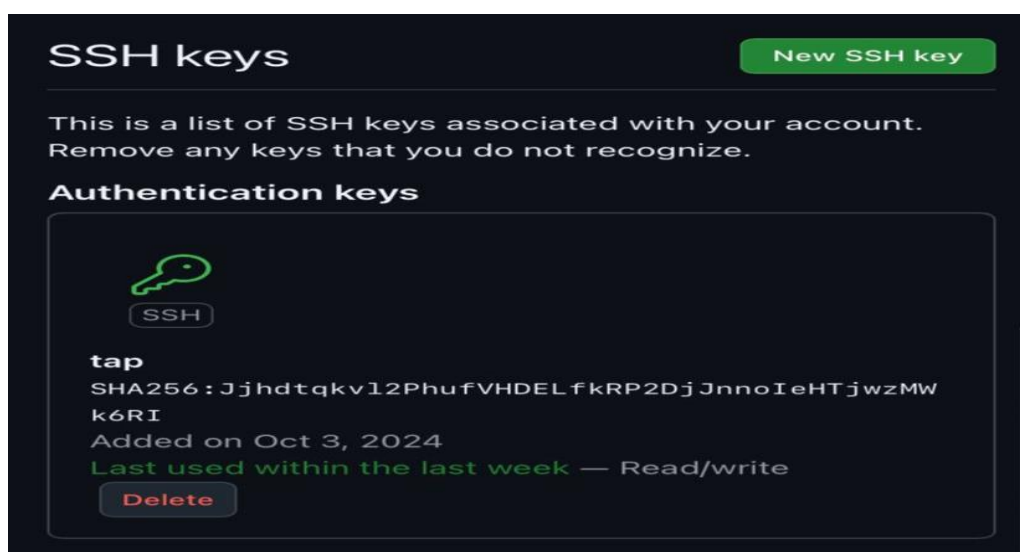 SSH keys
New SSH key
This is a list of SSH keys associated with your account.
Remove any keys that you do not recognize.
Authentication keys
SSH
tap
SHA256:Jjhdtqkvl2PhufVHDELfkRP2DjJnnoIeHTjwzMW
k6RI
Added on Oct 3, 2024
Last used within the last week — Read/write
Delete